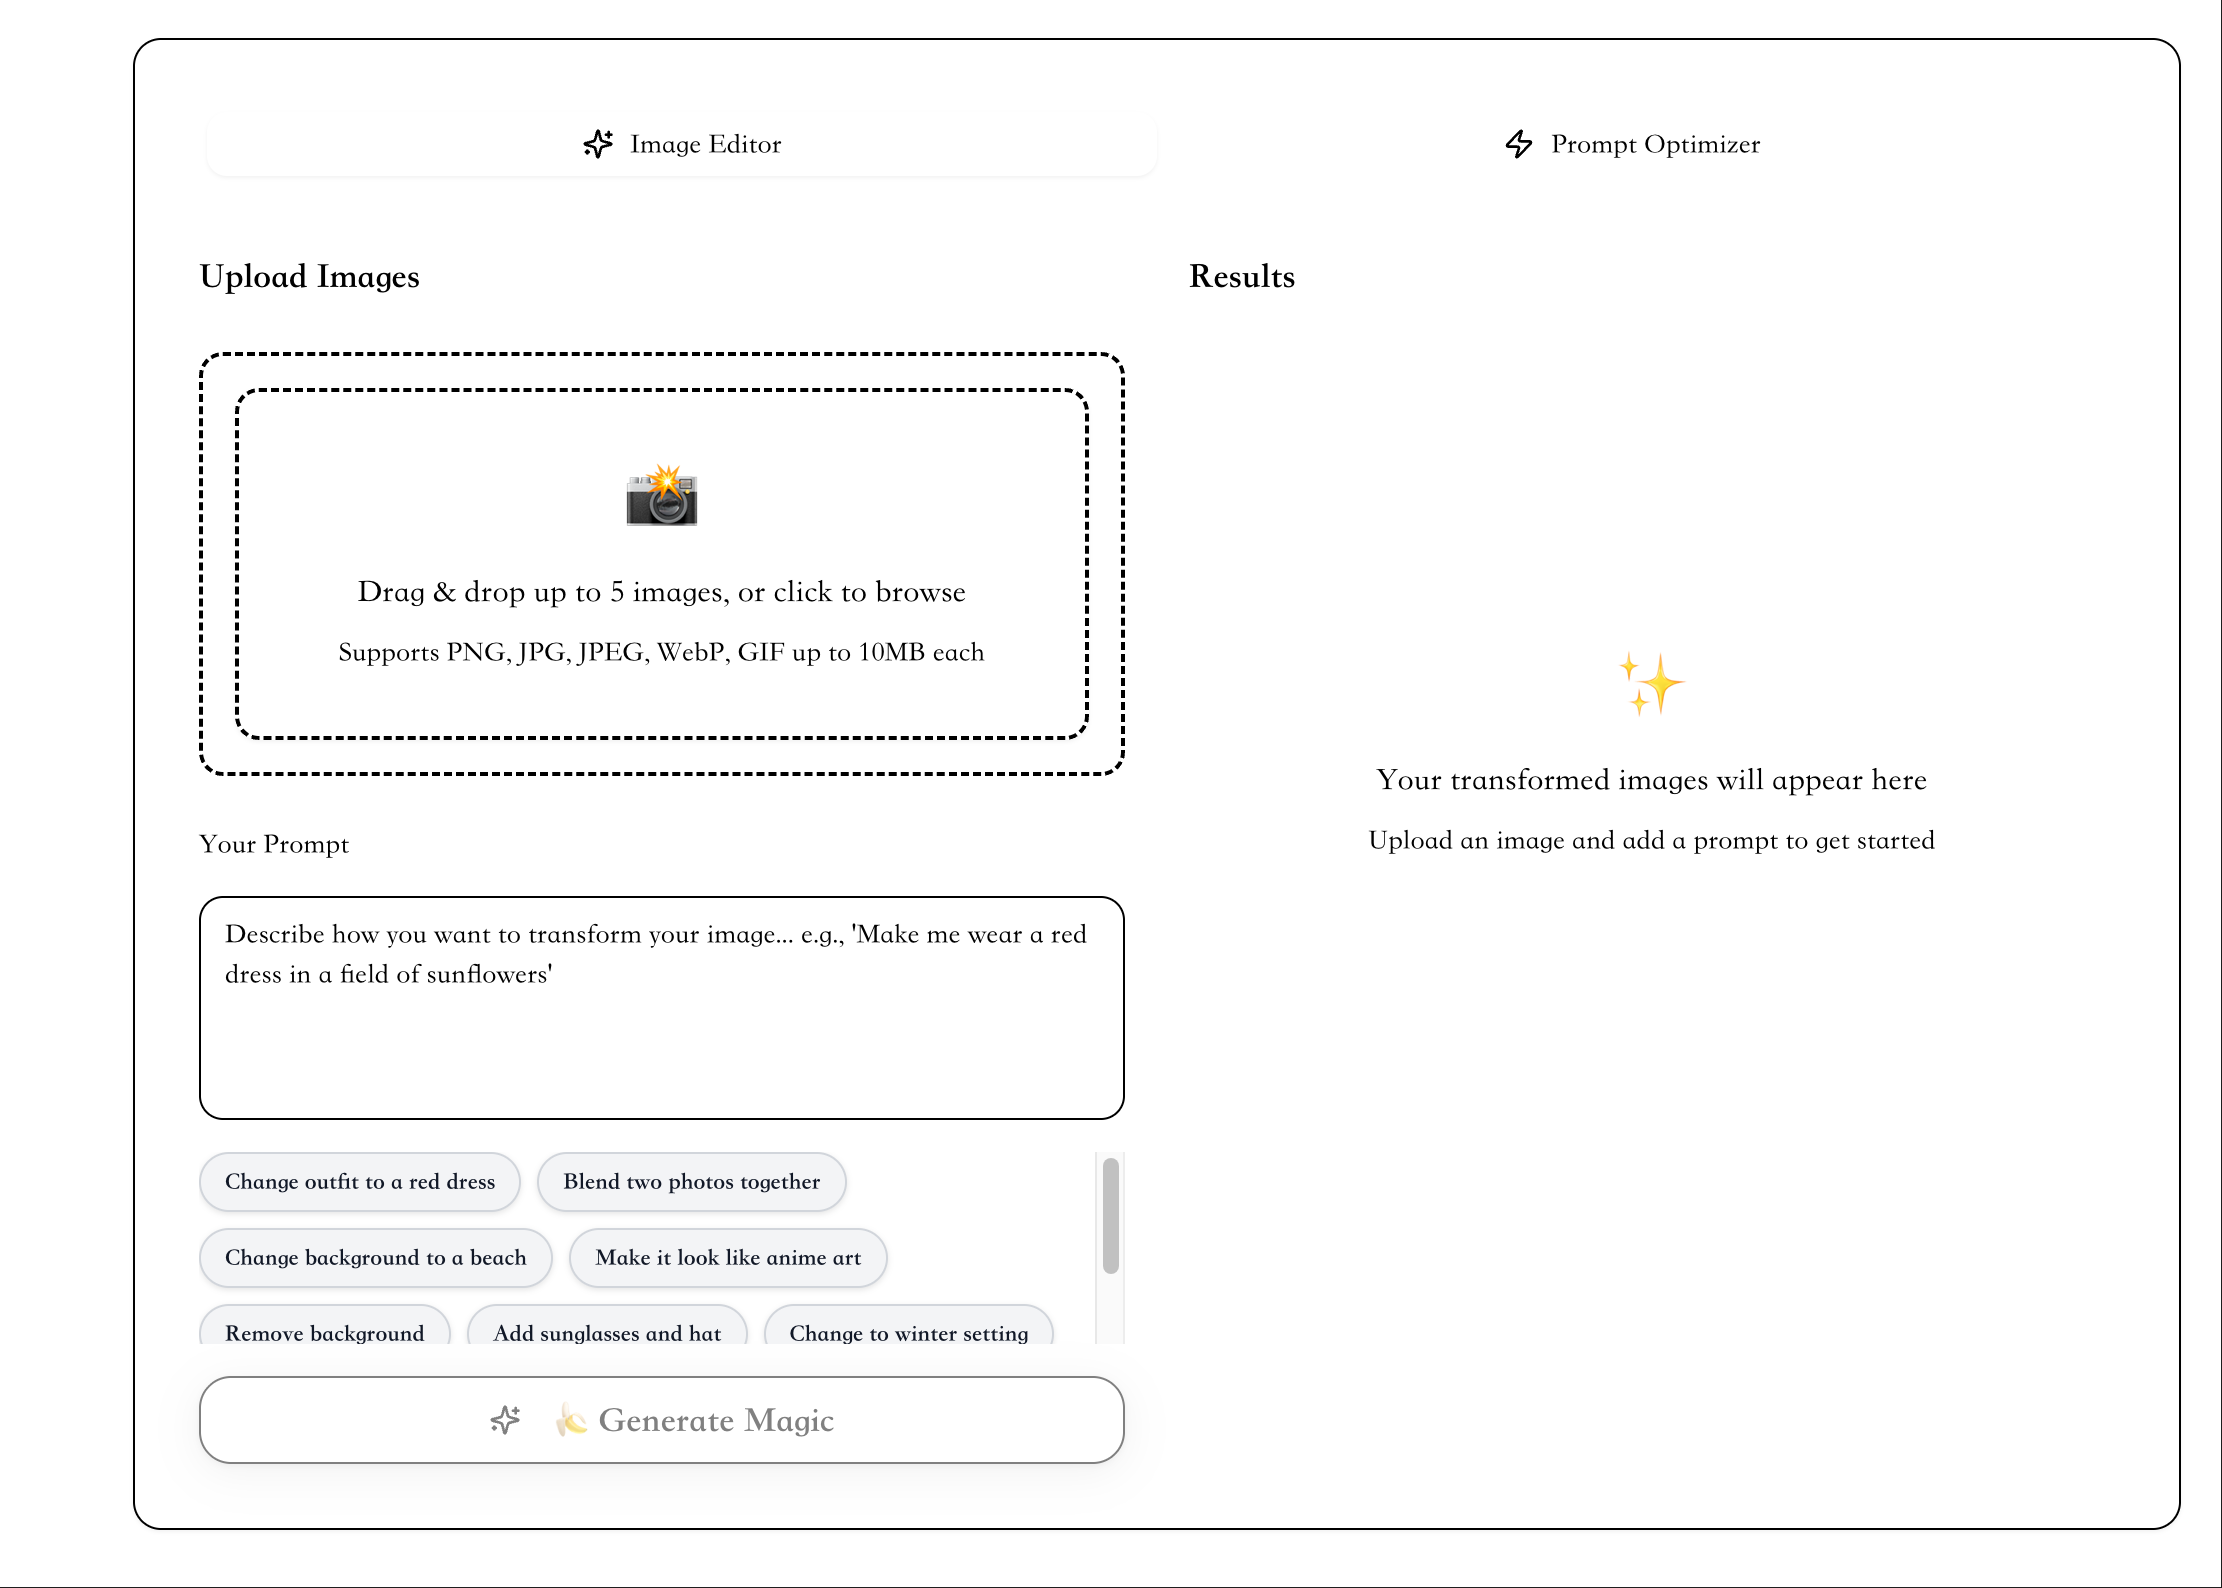 Image Editor
Prompt Optimizer
Upload Images
Drag & drop up to 5 images, or click to browse
Supports PNG, JPG, JPEG, WebP, GIF up to 10MB each
Your Prompt
Describe how you want to transform your image... e.g., 'Make me wear a red
dress in a field of sunflowers'
Change outfit to a red dress
Blend two photos together
Change background to a beach
Make it look like anime art
Remove background
Add sunglasses and hat
Change to winter setting
Generate Magic
Results
Your transformed images will appear here
Upload an image and add a prompt to get started